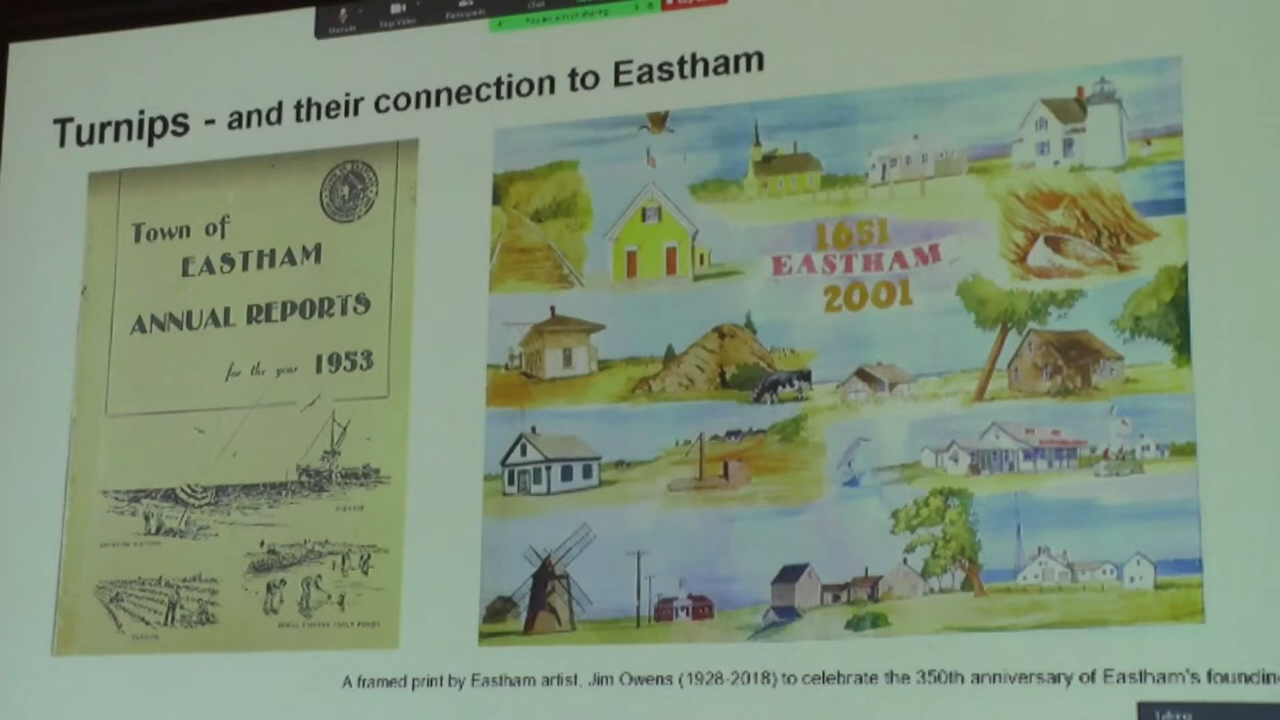 Turnips - and their connection to Eastham
Town of
EASTHAM
ANNUAL REPORTS
for the year 1953
1651
EASTHAM
2001
A framed print by Eastham artist, Jim Owens (1928-2018) to celebrate the 350th anniversary of Eastham's foundin